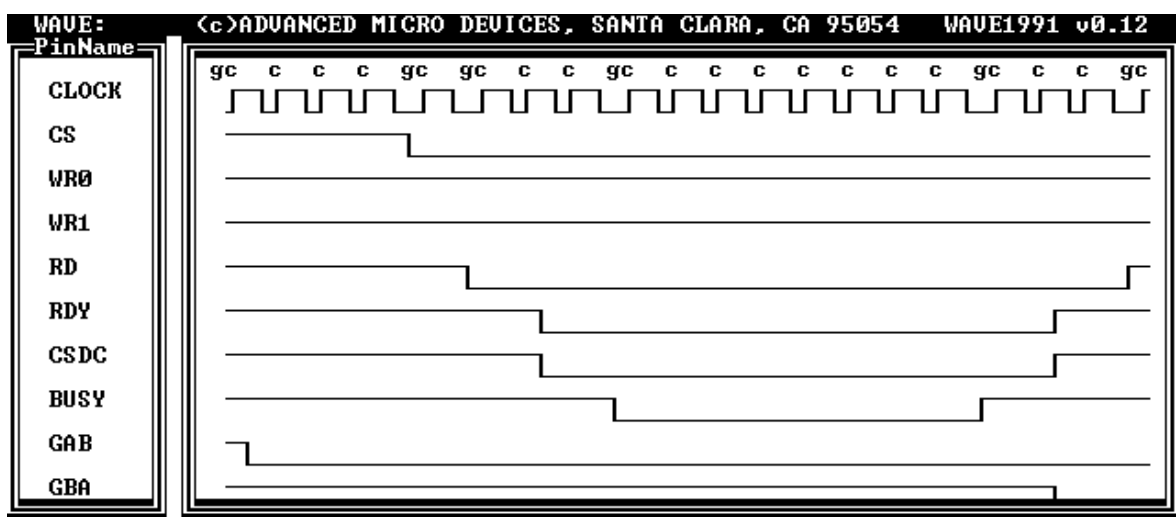 WAVE: (c)ADVANCED MICRO DEVICES, SANTA CLARA, CA 95054 WAVE1991 v0.12
PinName
gc c c c gc gc c c gc c c c c c c c gc c c gc
CLOCK
CS
WR0
WR1
RD
RDY
CSDC
BUSY
GAB
GBA